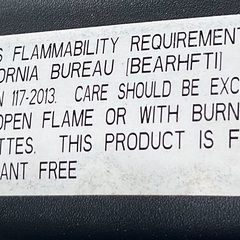 S FLAMMABILITY REQUIREMENT
ORNIA BUREAU (BEARHFTI)
N 117-2013. CARE SHOULD BE EXC
OPEN FLAME OR WITH BURN
TTES. THIS PRODUCT IS F
ANT FREE